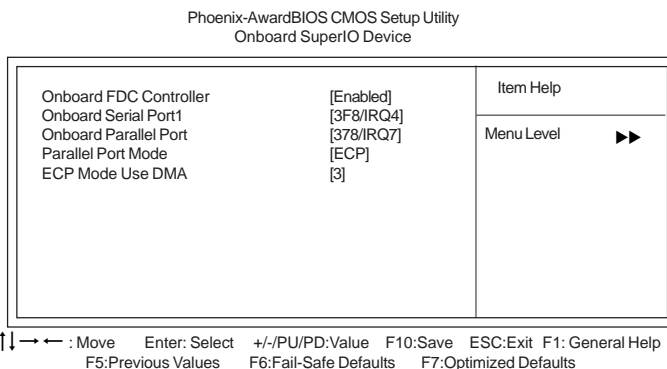 Phoenix-AwardBIOS CMOS Setup Utility
Onboard SuperIO Device
Onboard FDC Controller [Enabled]
Onboard Serial Port1 [3F8/IRQ4]
Onboard Parallel Port [378/IRQ7]
Parallel Port Mode [ECP]
ECP Mode Use DMA [3]
Item Help
Menu Level ►►
↑↓→← : Move Enter: Select +/-/PU/PD:Value F10:Save ESC:Exit F1: General Help
F5:Previous Values F6:Fail-Safe Defaults F7:Optimized Defaults